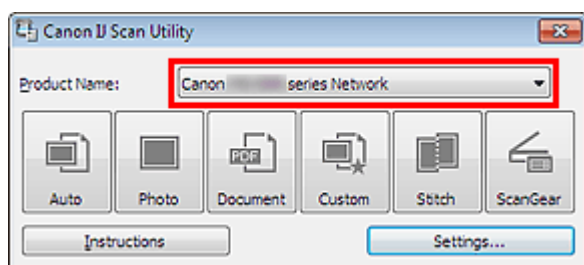 Canon IJ Scan Utility
Product Name: Canon series Network
PDF
Auto Photo Document Custom Stitch ScanGear
Instructions Settings...